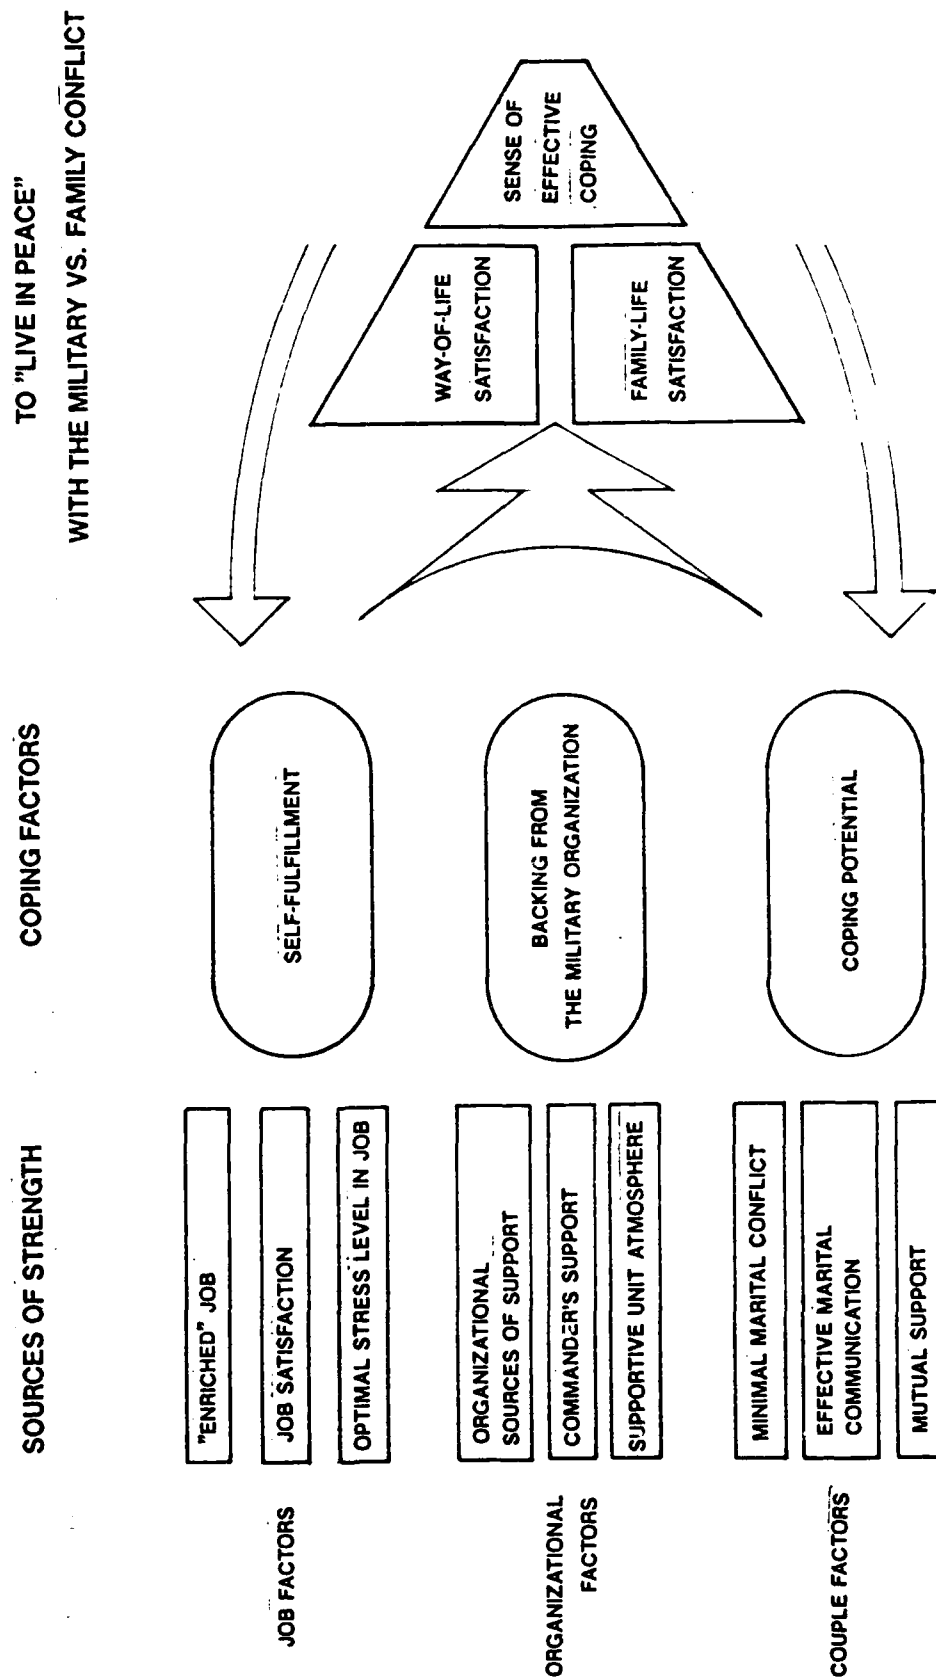 TO "LIVE IN PEACE"
WITH THE MILITARY VS. FAMILY CONFLICT
SOURCES OF STRENGTH
COPING FACTORS
JOB FACTORS
"ENRICHED" JOB
JOB SATISFACTION
OPTIMAL STRESS LEVEL IN JOB
SELF-FULFILLMENT
ORGANIZATIONAL
FACTORS
ORGANIZATIONAL
SOURCES OF SUPPORT
COMMANDER'S SUPPORT
SUPPORTIVE UNIT ATMOSPHERE
BACKING FROM
THE MILITARY ORGANIZATION
COUPLE FACTORS
MINIMAL MARITAL CONFLICT
EFFECTIVE MARITAL
COMMUNICATION
MUTUAL SUPPORT
COPING POTENTIAL
WAY-OF-LIFE
SATISFACTION
FAMILY-LIFE
SATISFACTION
SENSE OF
EFFECTIVE
COPING